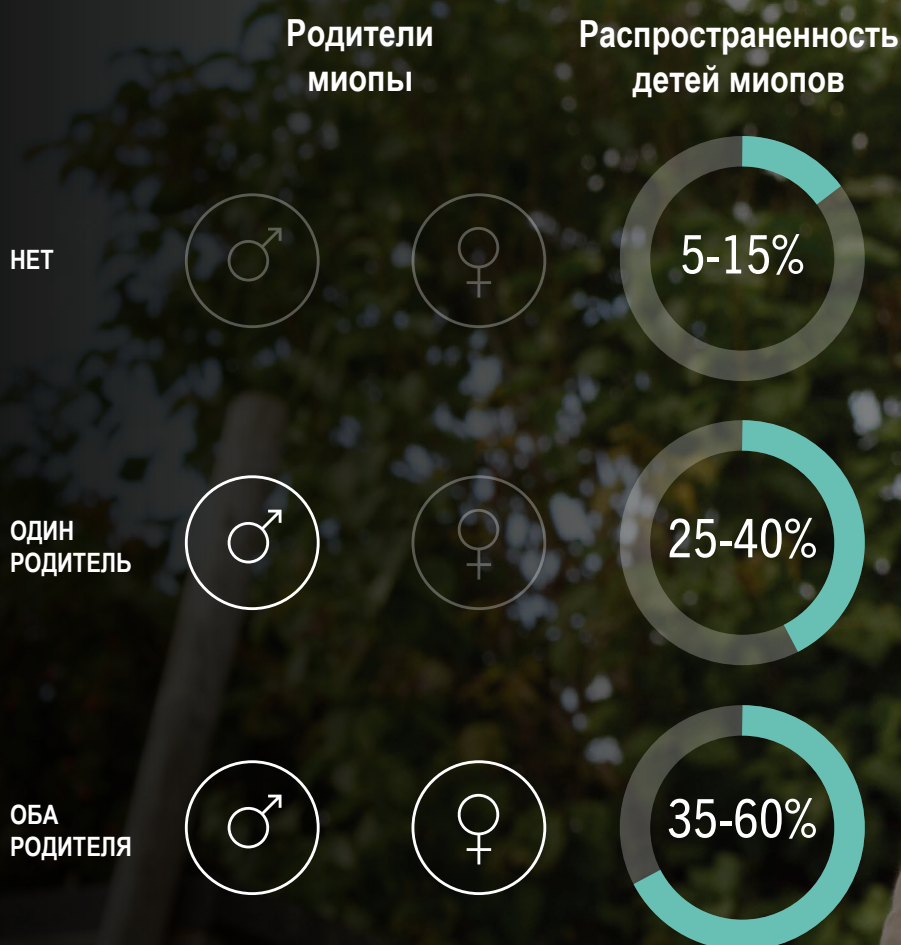 Родители
миопы
Распространенность
детей миопов
НЕТ
5-15%
ОДИН
РОДИТЕЛЬ
25-40%
ОБА
РОДИТЕЛЯ
35-60%